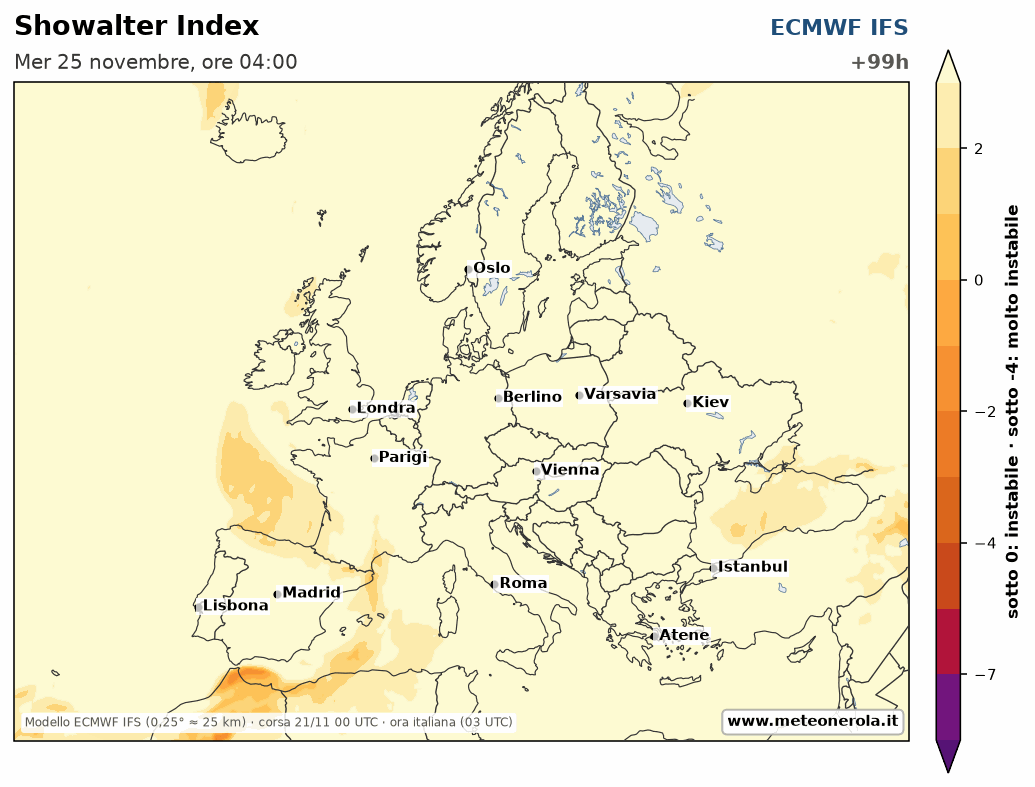 Showalter Index
ECMWF IFS
Mer 25 novembre, ore 04:00
+99h
2
0
−2
−4
−7
sotto 0: instabile · sotto -4: molto instabile
Oslo
Londra
Berlino
Varsavia
Kiev
Parigi
Vienna
Istanbul
Roma
Madrid
Lisbona
Atene
Modello ECMWF IFS (0,25° ≈ 25 km) · corsa 21/11 00 UTC · ora italiana (03 UTC)
www.meteonerola.it